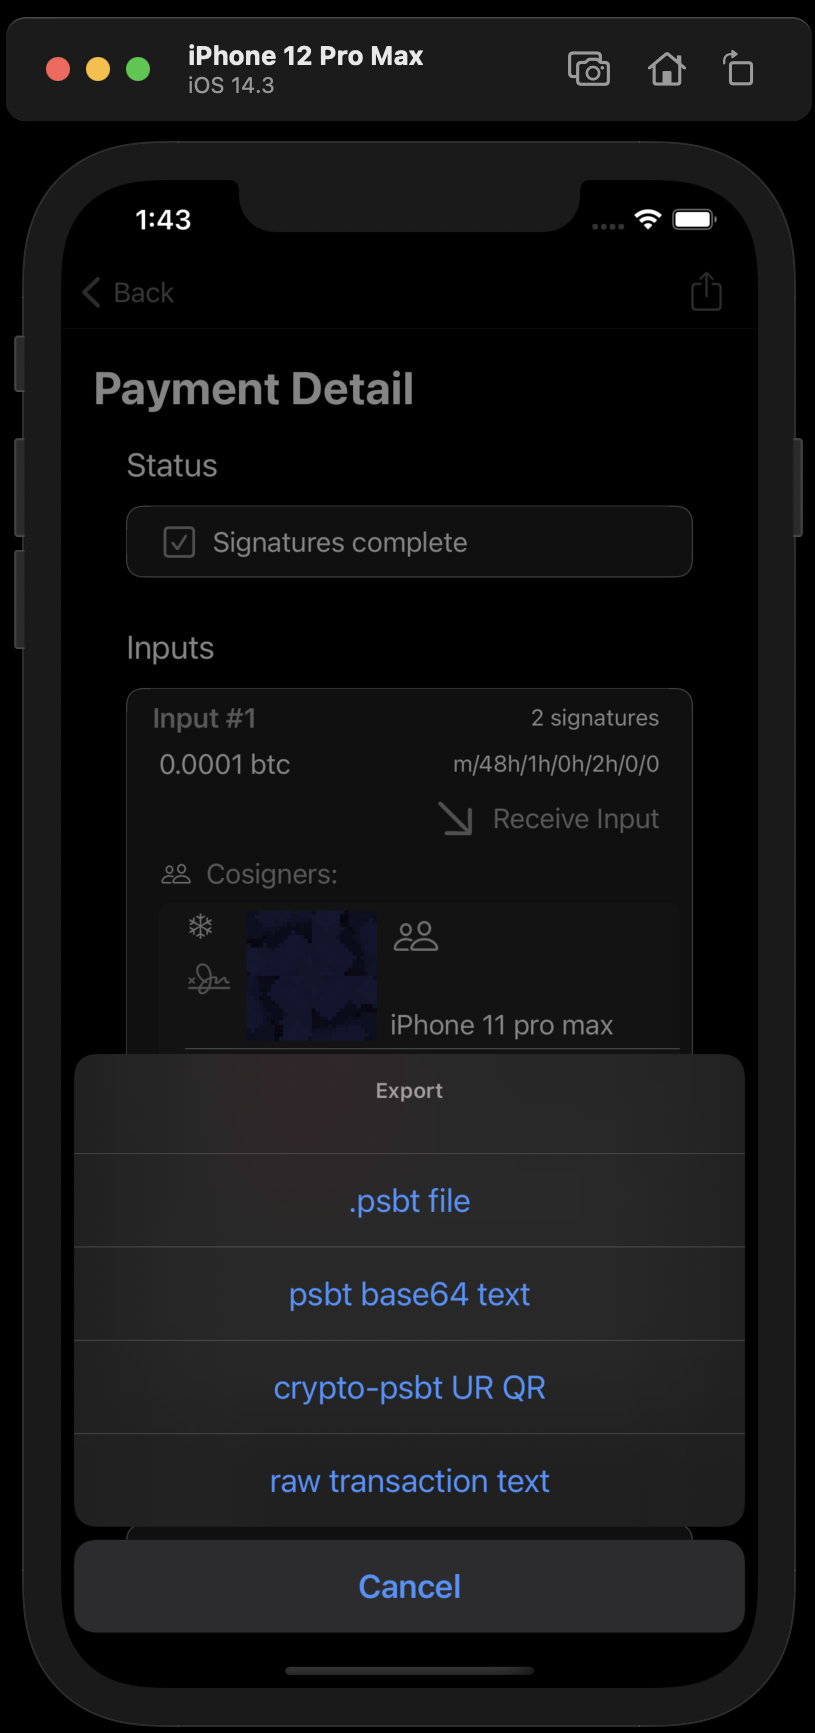 iPhone 12 Pro Max
iOS 14.3
1:43
Back
Payment Detail
Status
Signatures complete
Inputs
Input #1 2 signatures
0.0001 btc m/48h/1h/0h/2h/0/0
Receive Input
Cosigners:
iPhone 11 pro max
Export
.psbt file
psbt base64 text
crypto-psbt UR QR
raw transaction text
Cancel